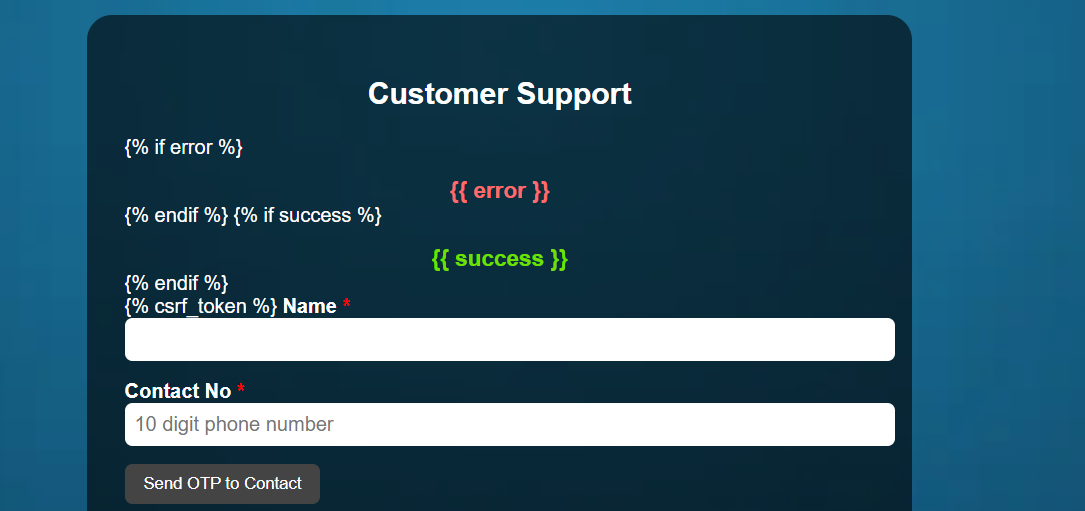 Customer Support
{% if error %}
{{ error }}
{% endif %} {% if success %}
{{ success }}
{% endif %}
{% csrf_token %} Name *
Contact No *
10 digit phone number
Send OTP to Contact